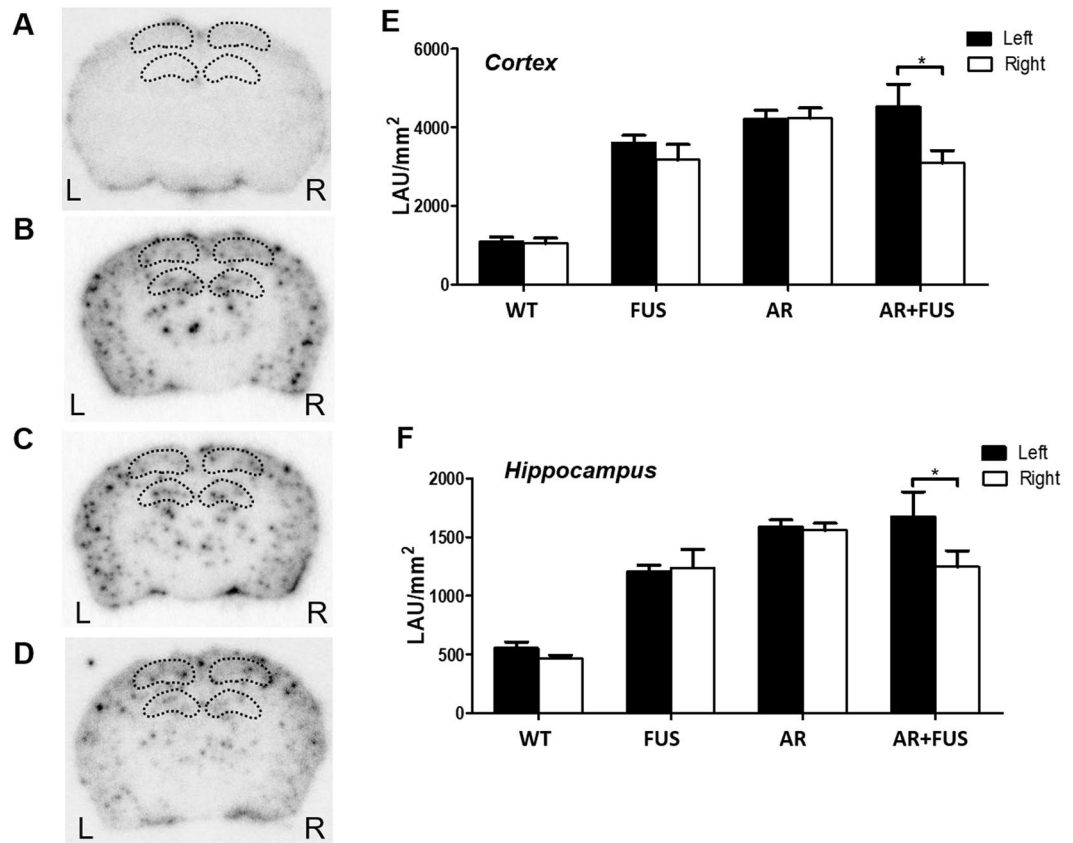 A
L
R
B
L
R
C
L
R
D
L
R
E
Cortex
Left
Right
*
LAU/mm²
6000
4000
2000
0
WT FUS AR AR+FUS
F
Hippocampus
Left
Right
*
LAU/mm²
2000
1500
1000
500
0
WT FUS AR AR+FUS